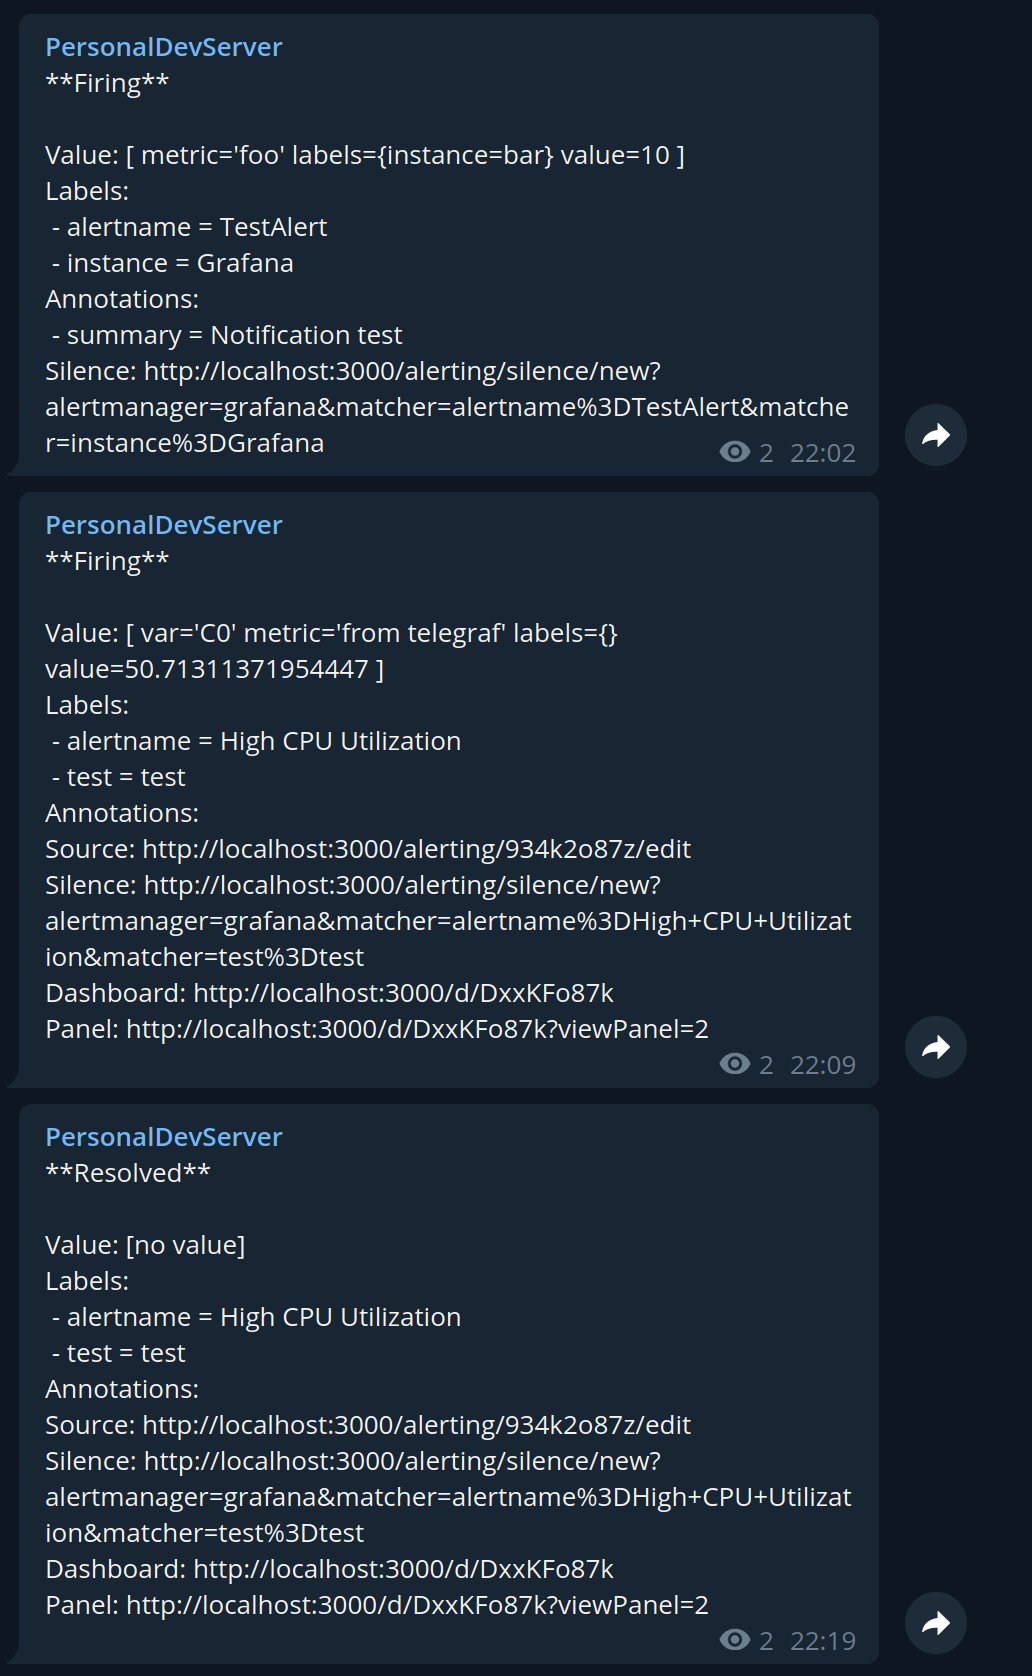 PersonalDevServer
**Firing**
Value: [ metric='foo' labels={instance=bar} value=10 ]
Labels:
- alertname = TestAlert
- instance = Grafana
Annotations:
- summary = Notification test
Silence: http://localhost:3000/alerting/silence/new?
alertmanager=grafana&matcher=alertname%3DTestAlert&matche
r=instance%3DGrafana
2 22:02
PersonalDevServer
**Firing**
Value: [ var='C0' metric='from telegraf' labels={}
value=50.71311371954447 ]
Labels:
- alertname = High CPU Utilization
- test = test
Annotations:
Source: http://localhost:3000/alerting/934k2o87z/edit
Silence: http://localhost:3000/alerting/silence/new?
alertmanager=grafana&matcher=alertname%3DHigh+CPU+Utilizat
ion&matcher=test%3Dtest
Dashboard: http://localhost:3000/d/DxxKFo87k
Panel: http://localhost:3000/d/DxxKFo87k?viewPanel=2
2 22:09
PersonalDevServer
**Resolved**
Value: [no value]
Labels:
- alertname = High CPU Utilization
- test = test
Annotations:
Source: http://localhost:3000/alerting/934k2o87z/edit
Silence: http://localhost:3000/alerting/silence/new?
alertmanager=grafana&matcher=alertname%3DHigh+CPU+Utilizat
ion&matcher=test%3Dtest
Dashboard: http://localhost:3000/d/DxxKFo87k
Panel: http://localhost:3000/d/DxxKFo87k?viewPanel=2
2 22:19